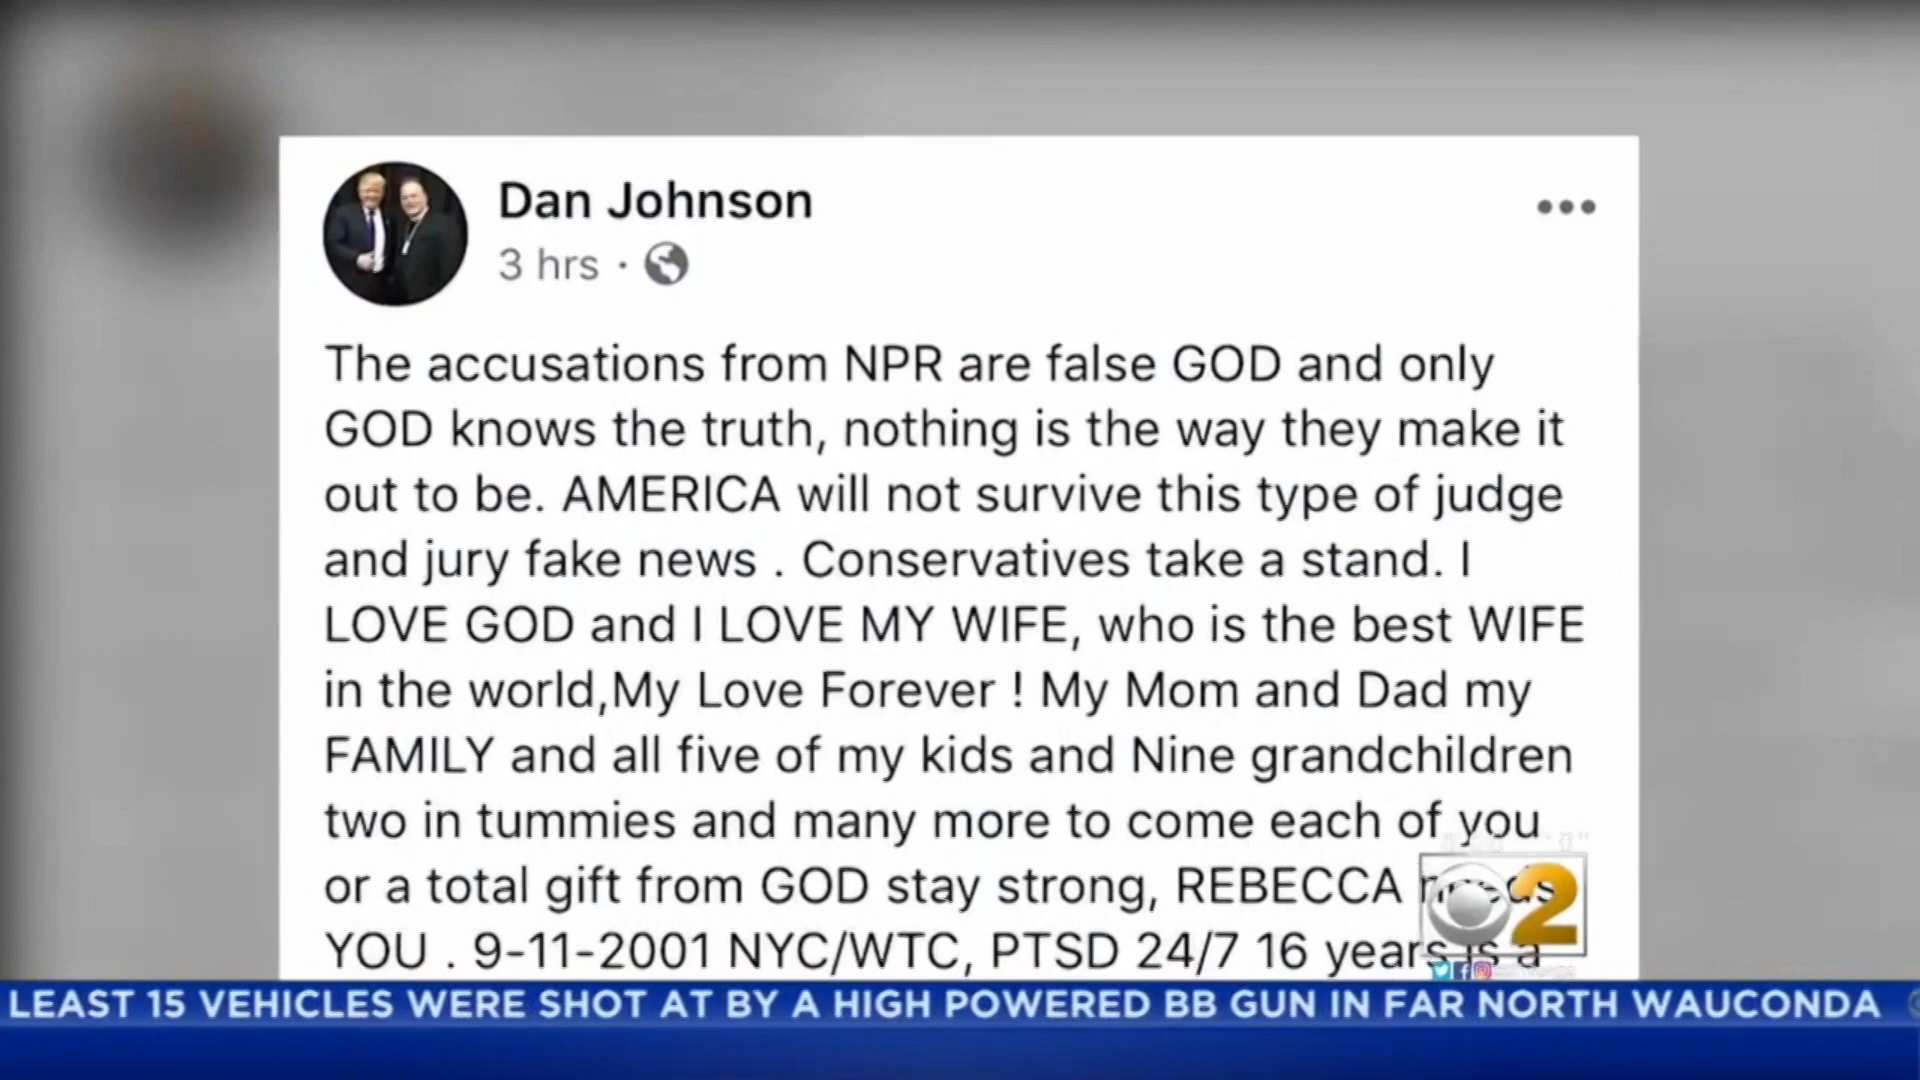 Dan Johnson
3 hrs ·
The accusations from NPR are false GOD and only
GOD knows the truth, nothing is the way they make it
out to be. AMERICA will not survive this type of judge
and jury fake news . Conservatives take a stand. I
LOVE GOD and I LOVE MY WIFE, who is the best WIFE
in the world,My Love Forever ! My Mom and Dad my
FAMILY and all five of my kids and Nine grandchildren
two in tummies and many more to come each of you
or a total gift from GOD stay strong, REBECCA needs
YOU . 9-11-2001 NYC/WTC, PTSD 24/7 16 years is a
2
LEAST 15 VEHICLES WERE SHOT AT BY A HIGH POWERED BB GUN IN FAR NORTH WAUCONDA